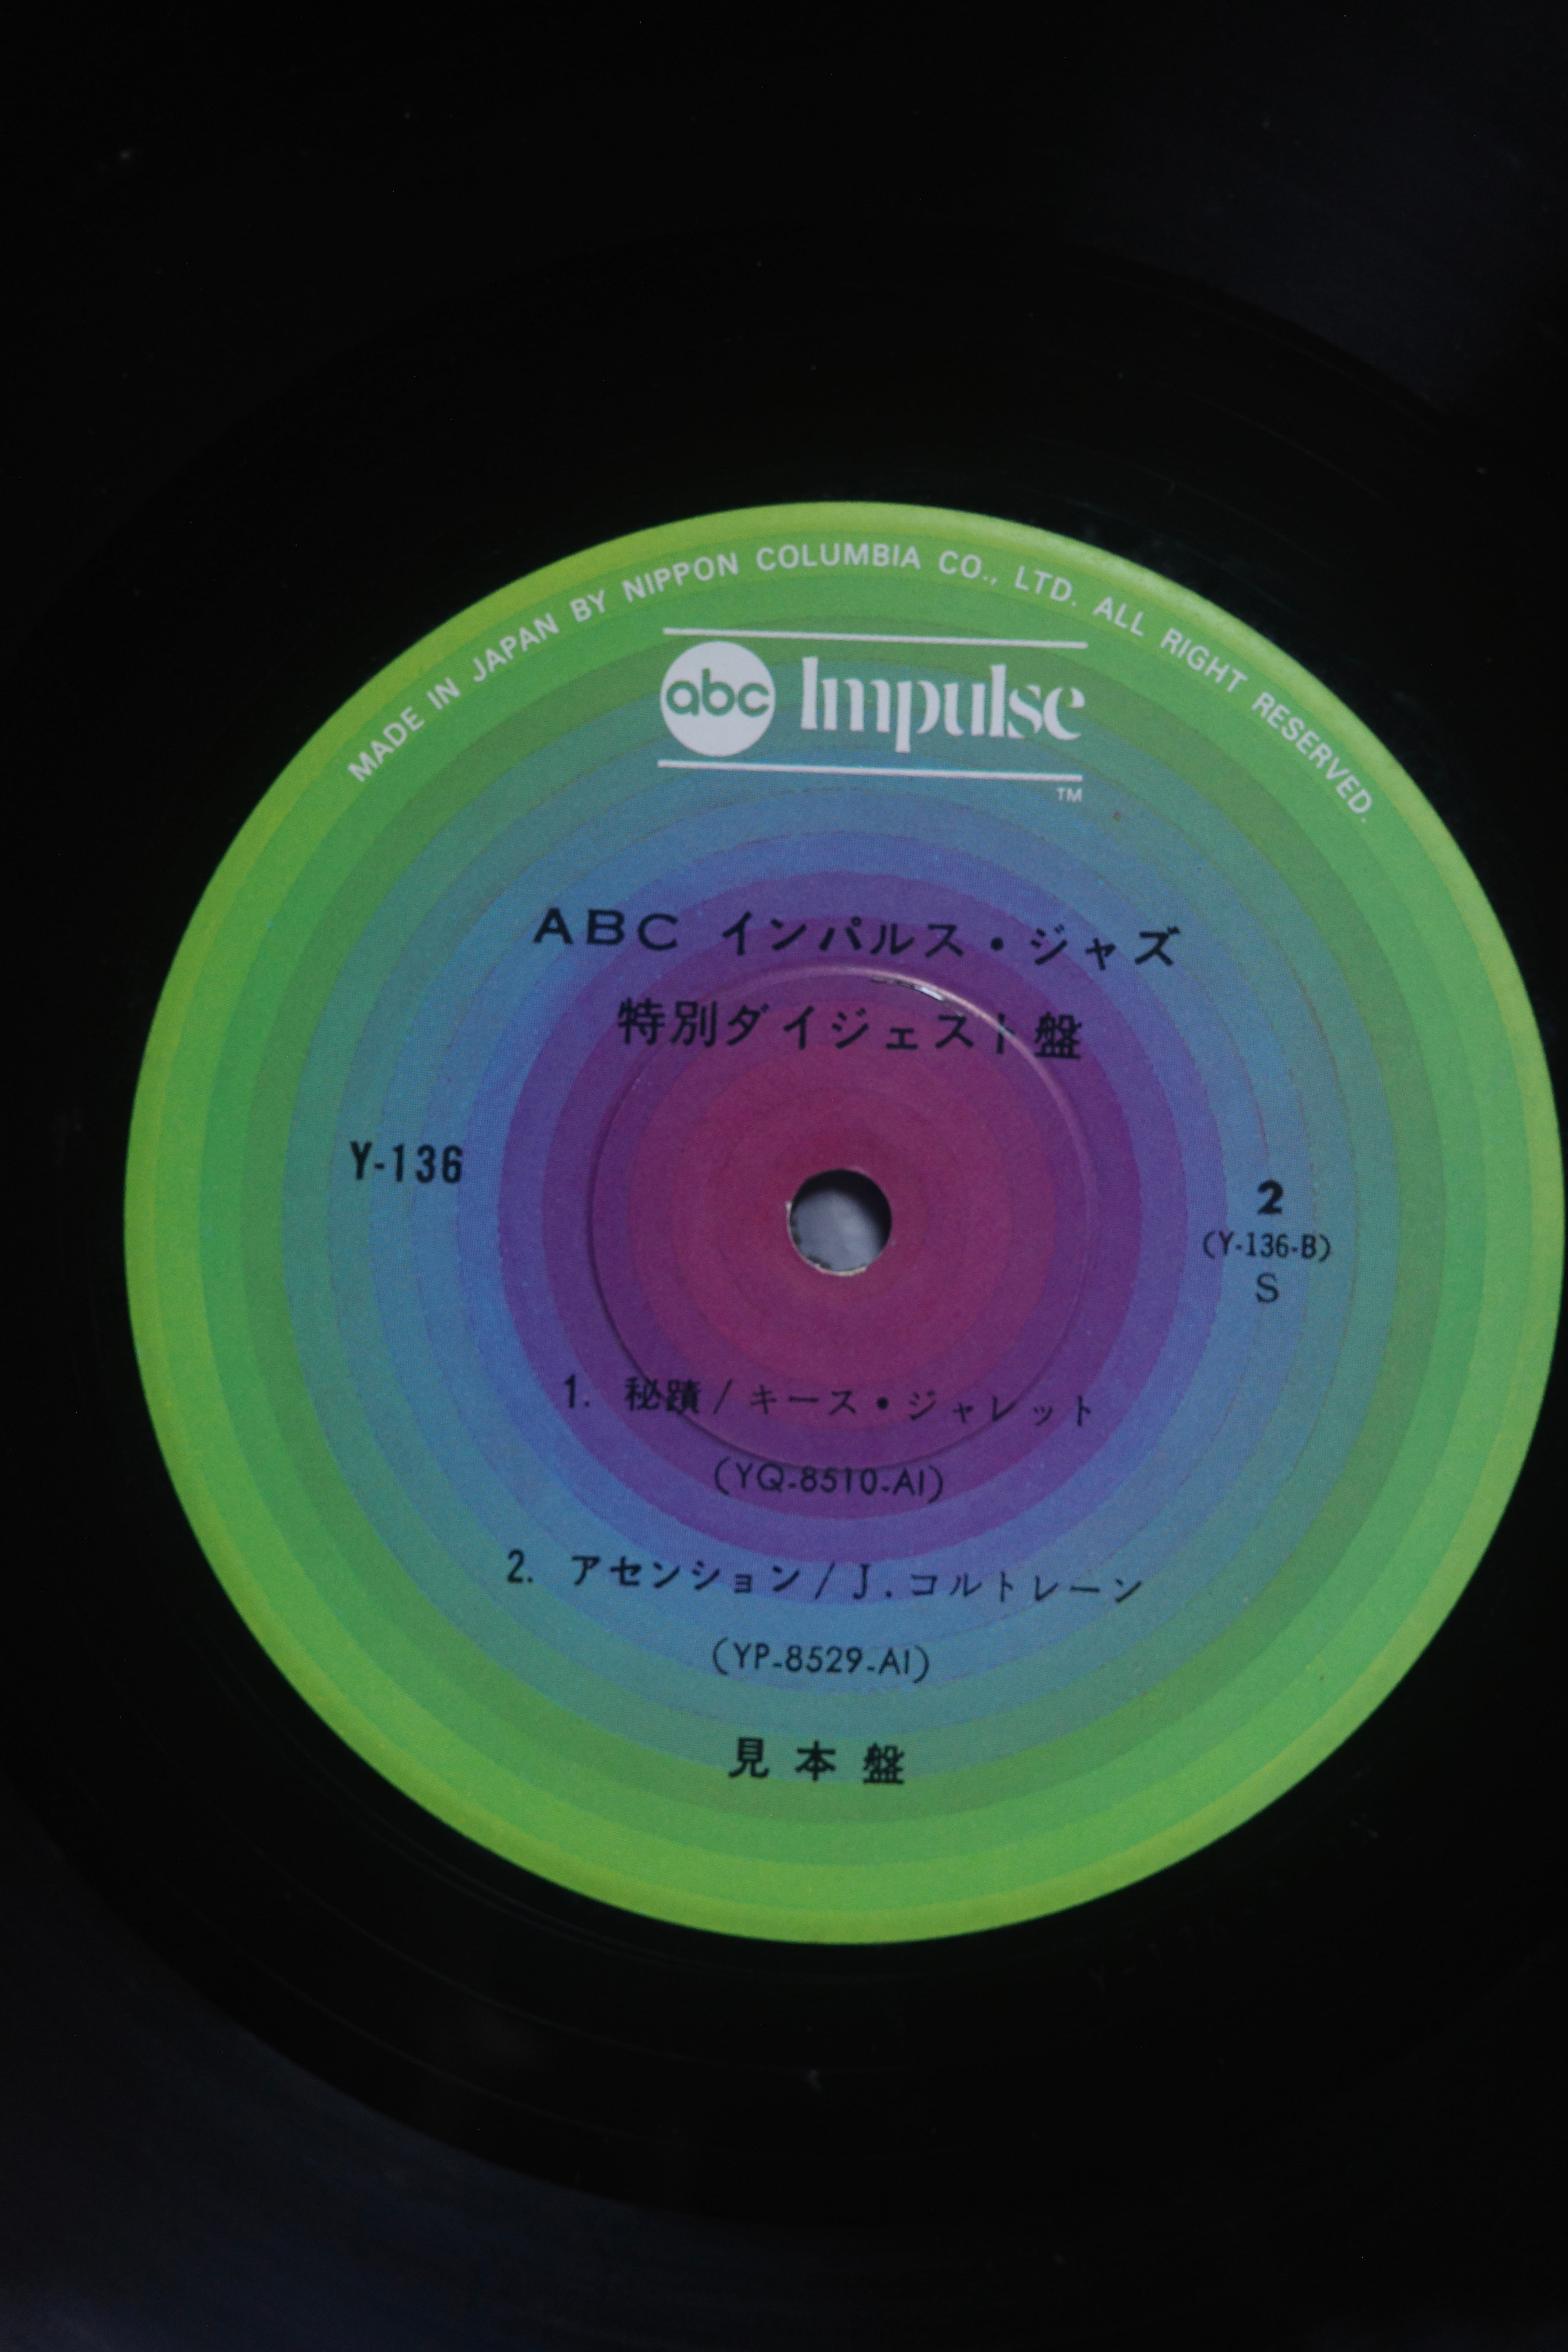 MADE IN JAPAN BY NIPPON COLUMBIA CO., LTD. ALL RIGHT RESERVED.
abc Impulse
TM
ABC インパルス・ジャズ
特別ダイジェスト盤
Y-136
2
(Y-136-B)
S
1. 秘蹟/キース・ジャレット
(YQ-8510-AI)
2. アセンション/J.コルトレーン
(YP-8529-AI)
見本盤